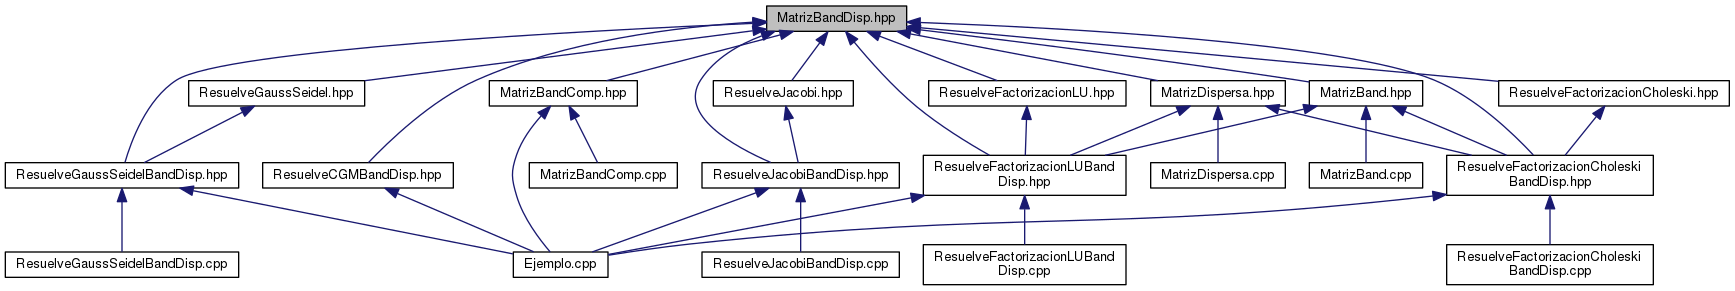 MatrizBandDisp.hpp
ResuelveGaussSeidel.hpp
MatrizBandComp.hpp
ResuelveJacobi.hpp
ResuelveFactorizacionLU.hpp
MatrizDispersa.hpp
MatrizBand.hpp
ResuelveFactorizacionCholeski.hpp
ResuelveGaussSeidelBandDisp.hpp
ResuelveCGMBandDisp.hpp
MatrizBandComp.cpp
ResuelveJacobiBandDisp.hpp
ResuelveFactorizacionLUBand
Disp.hpp
MatrizDispersa.cpp
MatrizBand.cpp
ResuelveFactorizacionCholeski
BandDisp.hpp
ResuelveGaussSeidelBandDisp.cpp
Ejemplo.cpp
ResuelveJacobiBandDisp.cpp
ResuelveFactorizacionLUBand
Disp.cpp
ResuelveFactorizacionCholeski
BandDisp.cpp